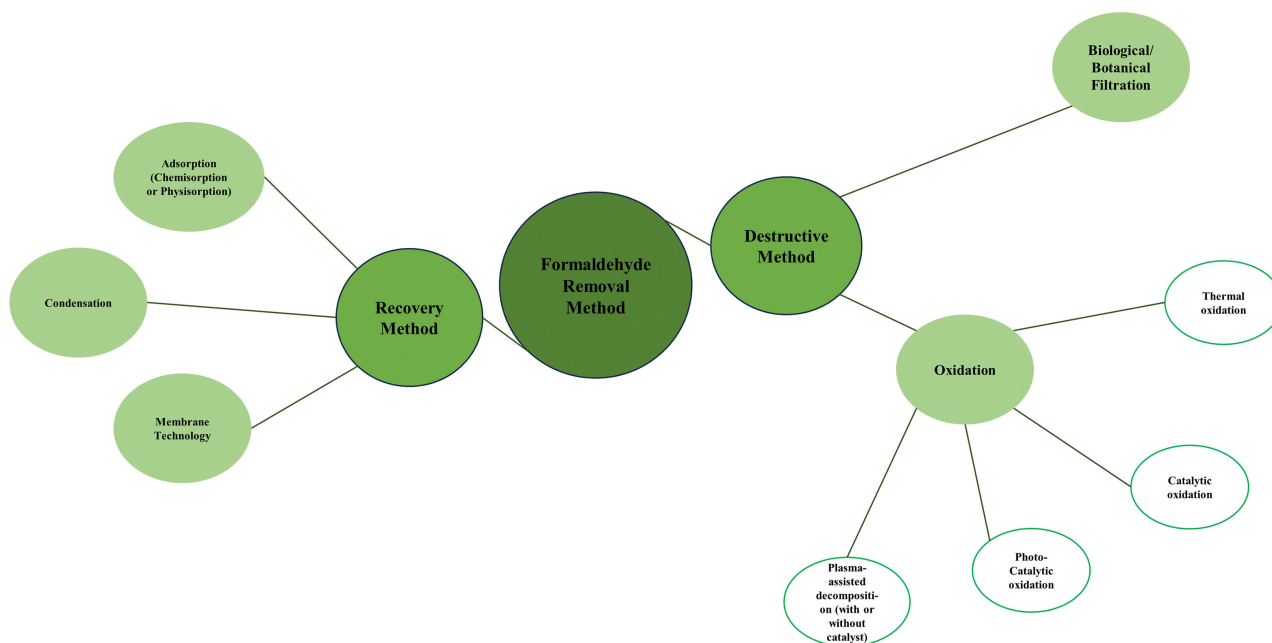 Biological/
Botanical
Filtration
Adsorption
(Chemisorption
or Physisorption)
Destructive
Method
Formaldehyde
Removal
Method
Condensation
Recovery
Method
Thermal
oxidation
Oxidation
Membrane
Technology
Catalytic
oxidation
Photo-
Catalytic
oxidation
Plasma-
assisted
decompositi-
on (with or
without
catalyst)